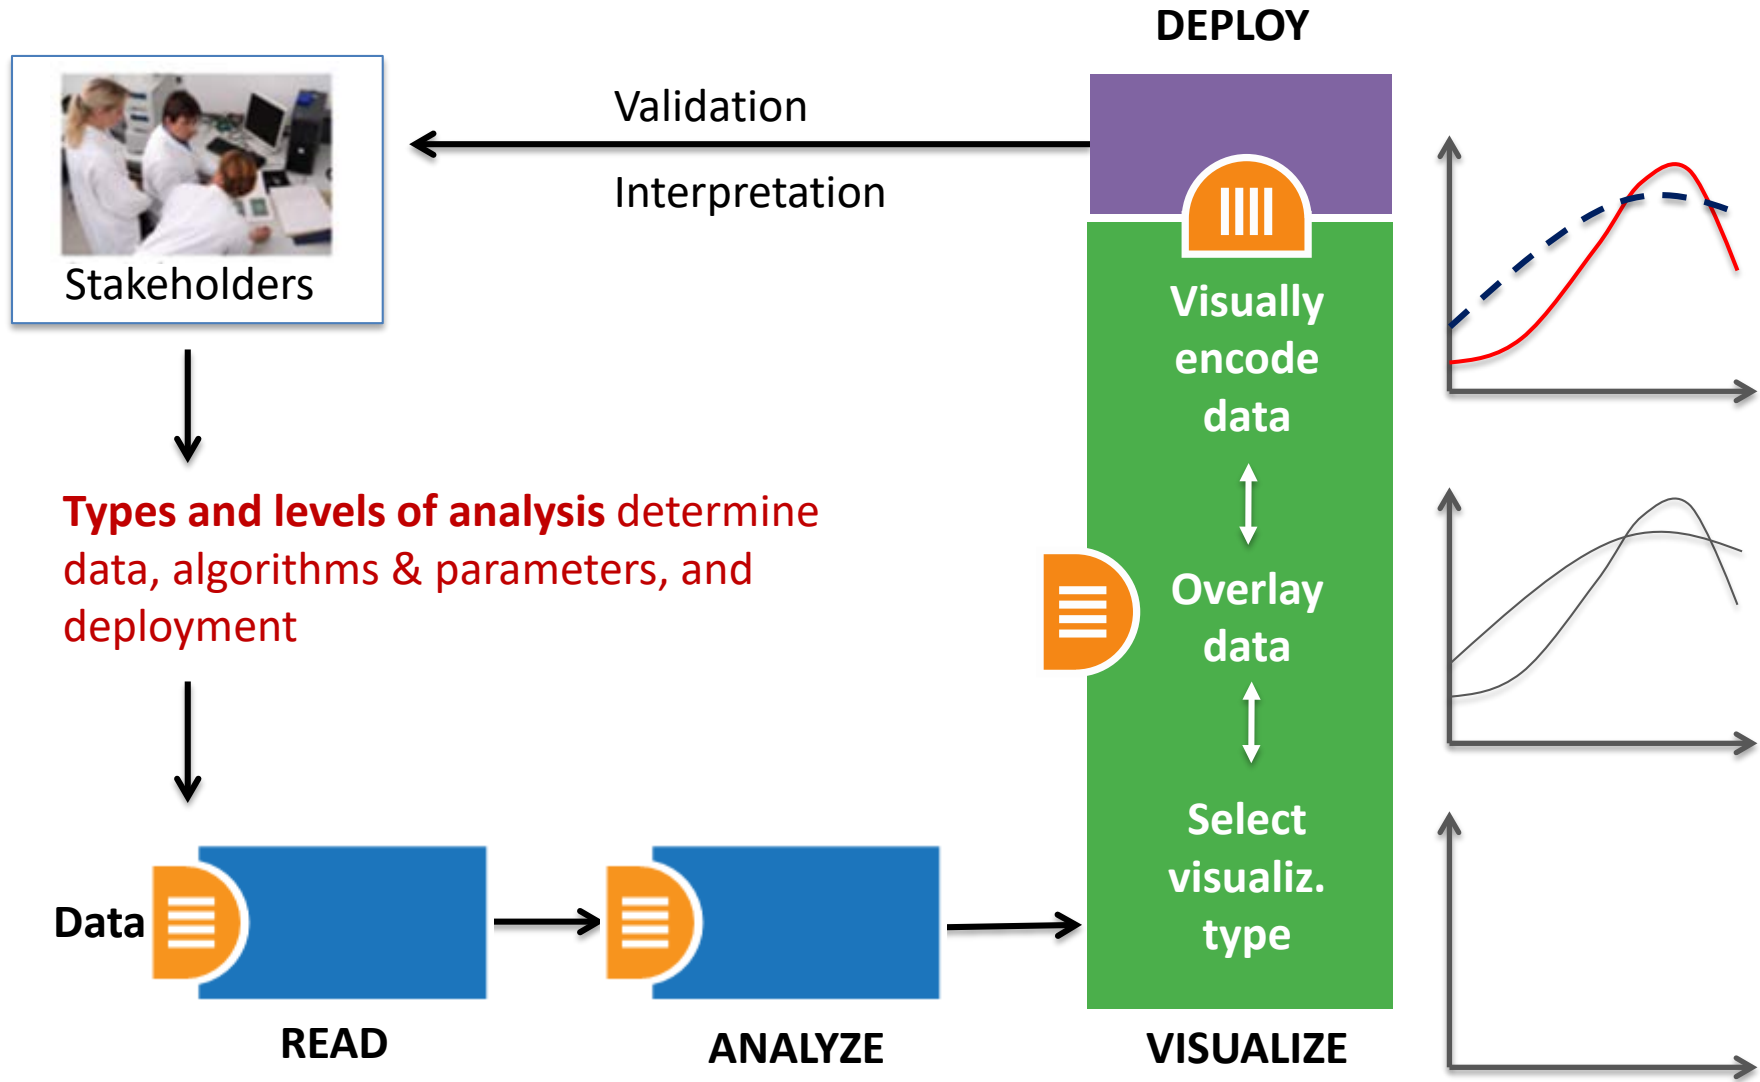 DEPLOY
Validation
Interpretation
Stakeholders
Visually
encode
data
Types and levels of analysis determine
data, algorithms & parameters, and
deployment
Overlay
data
Select
visualiz.
type
Data
READ
ANALYZE
VISUALIZE